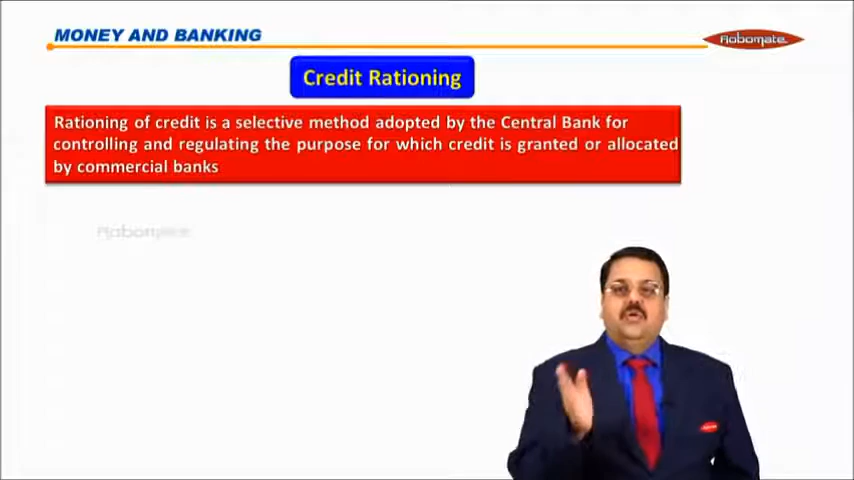 MONEY AND BANKING
Robomate
Credit Rationing
Rationing of credit is a selective method adopted by the Central Bank for
controlling and regulating the purpose for which credit is granted or allocated
by commercial banks
Robomate